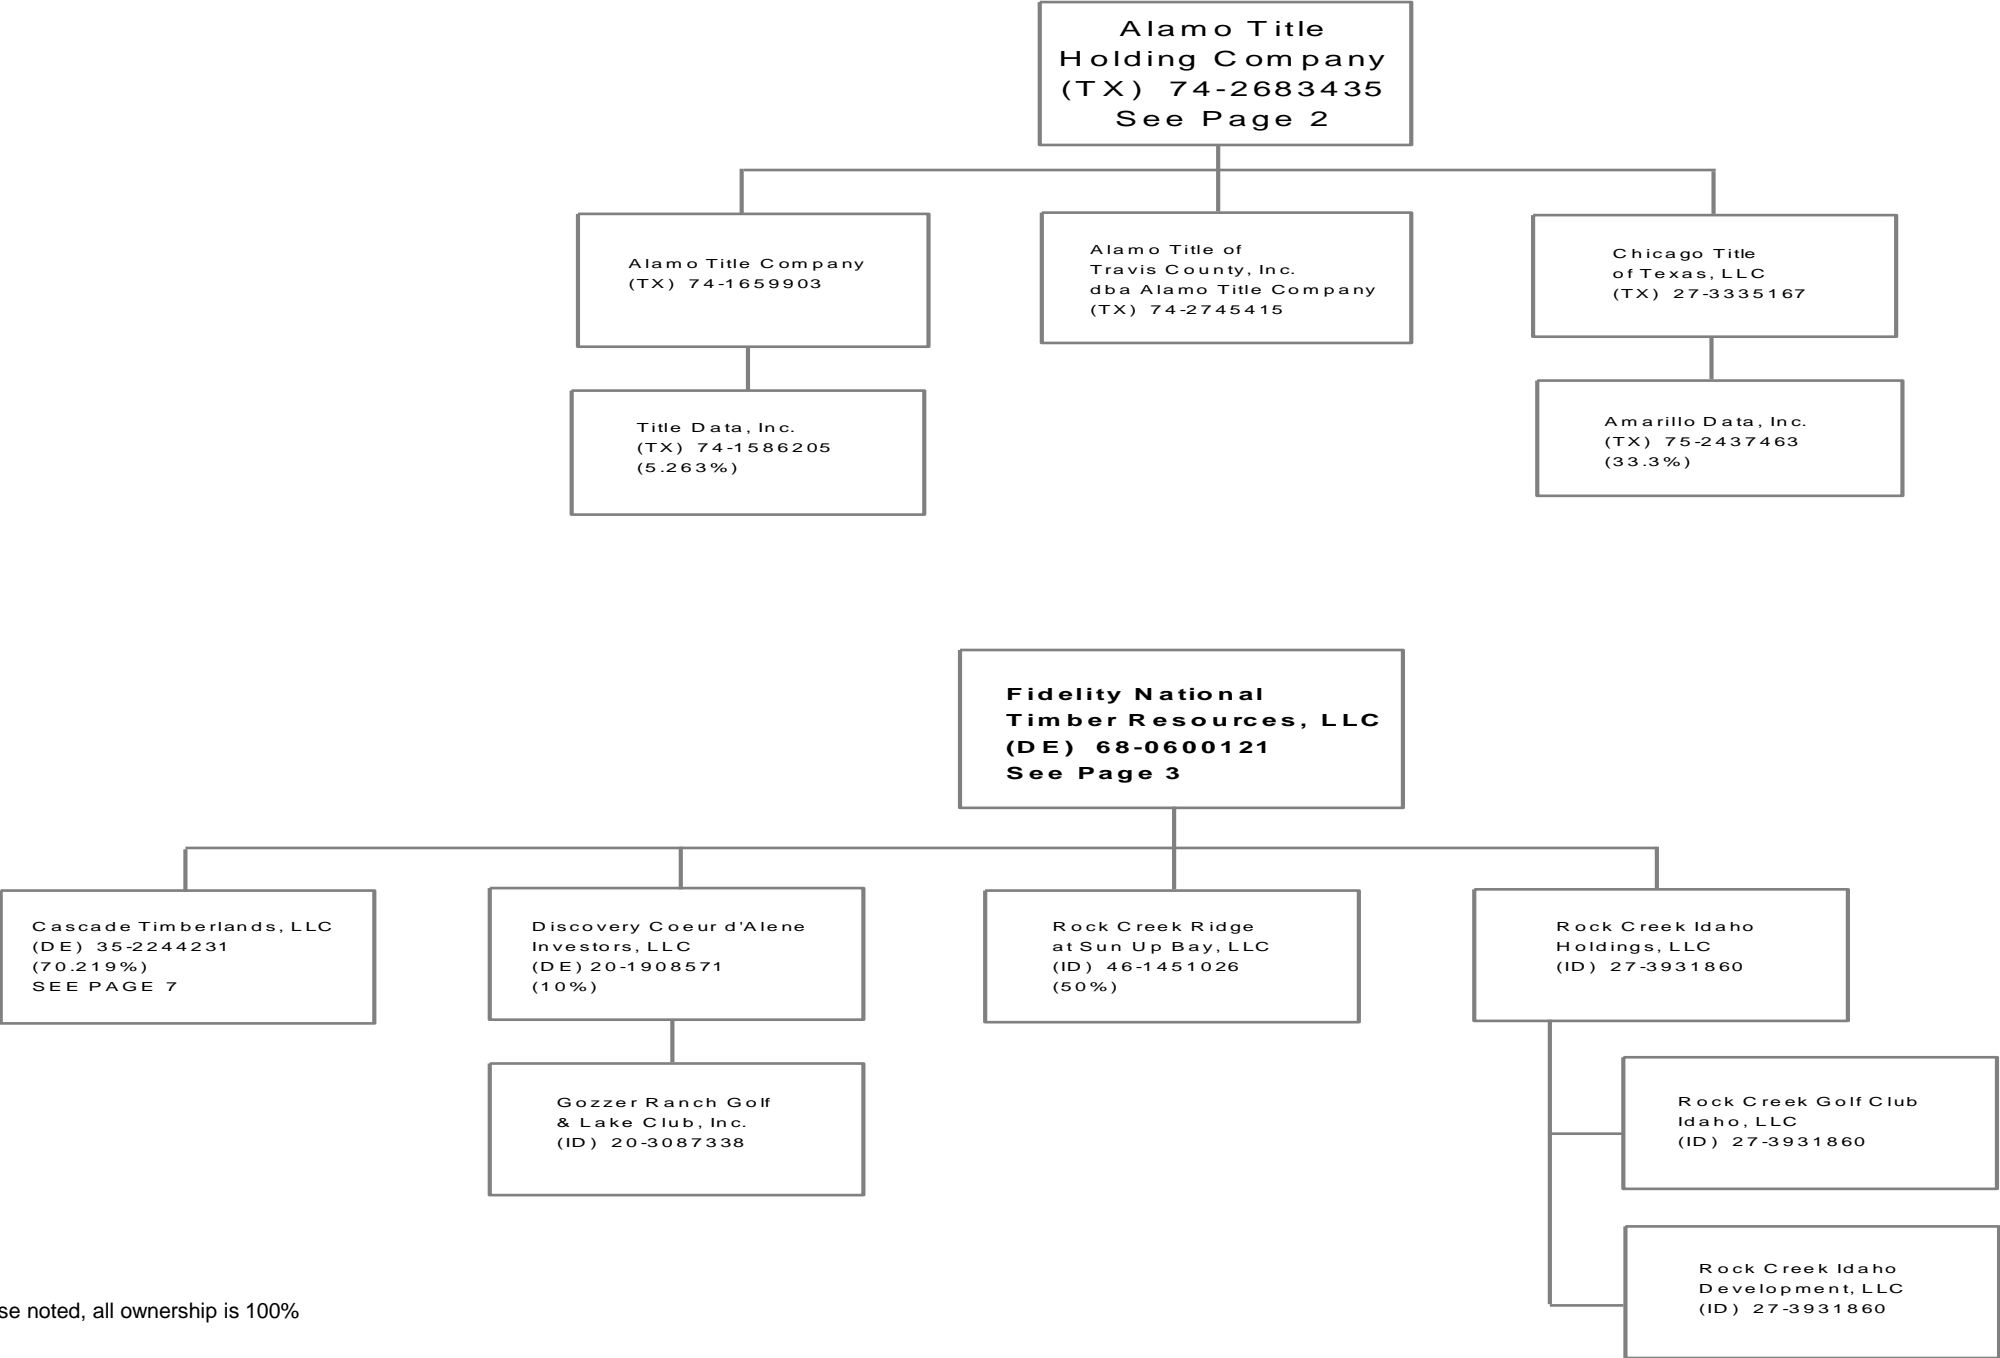 Alamo Title
Holding Company
(TX) 74-2683435
See Page 2
Alamo Title Company
(TX) 74-1659903
Alamo Title of
Travis County, Inc.
dba Alamo Title Company
(TX) 74-2745415
Chicago Title
of Texas, LLC
(TX) 27-3335167
Title Data, Inc.
(TX) 74-1586205
(5.263%)
Amarillo Data, Inc.
(TX) 75-2437463
(33.3%)
Fidelity National
Timber Resources, LLC
(DE) 68-0600121
See Page 3
Cascade Timberlands, LLC
(DE) 35-2244231
(70.219%)
SEE PAGE 7
Discovery Coeur d'Alene
Investors, LLC
(DE) 20-1908571
(10%)
Rock Creek Ridge
at Sun Up Bay, LLC
(ID) 46-1451026
(50%)
Rock Creek Idaho
Holdings, LLC
(ID) 27-3931860
Gozzer Ranch Golf
& Lake Club, Inc.
(ID) 20-3087338
Rock Creek Golf Club
Idaho, LLC
(ID) 27-3931860
Rock Creek Idaho
Development, LLC
(ID) 27-3931860
se noted, all ownership is 100%